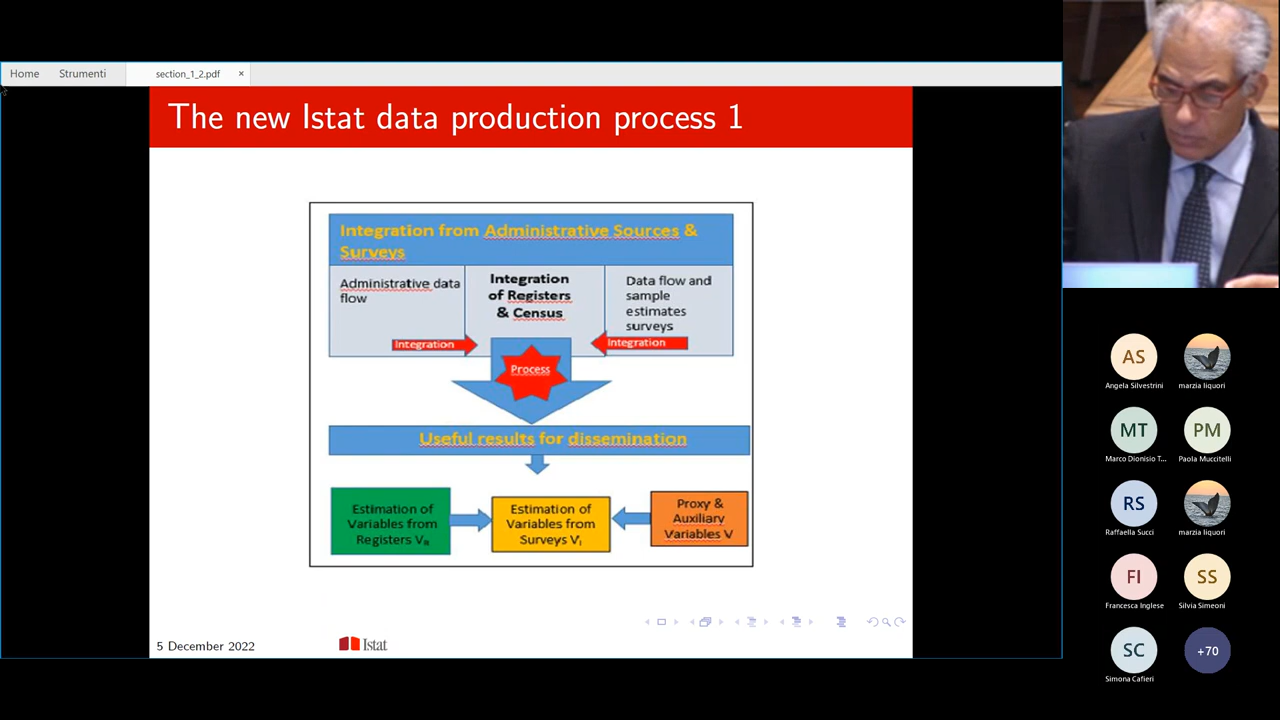 Home Strumenti section_1_2.pdf ×
The new Istat data production process 1
Integration from Administrative Sources &
Surveys
Administrative data
flow
Integration
of Registers
& Census
Data flow and
sample
estimates
surveys
Integration
Integration
Process
Useful results for dissemination
Estimation of
Variables from
Registers VR
Estimation of
Variables from
Surveys VI
Proxy &
Auxiliary
Variables V
5 December 2022
Istat
AS
Angela Silvestrini
marzia liquori
MT
Marco Dionisio T...
PM
Paola Muccitelli
RS
Raffaella Succi
marzia liquori
FI
Francesca Inglese
SS
Silvia Simeoni
SC
Simona Cafieri
+70